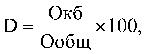 D = Окб / Ообщ ×100,